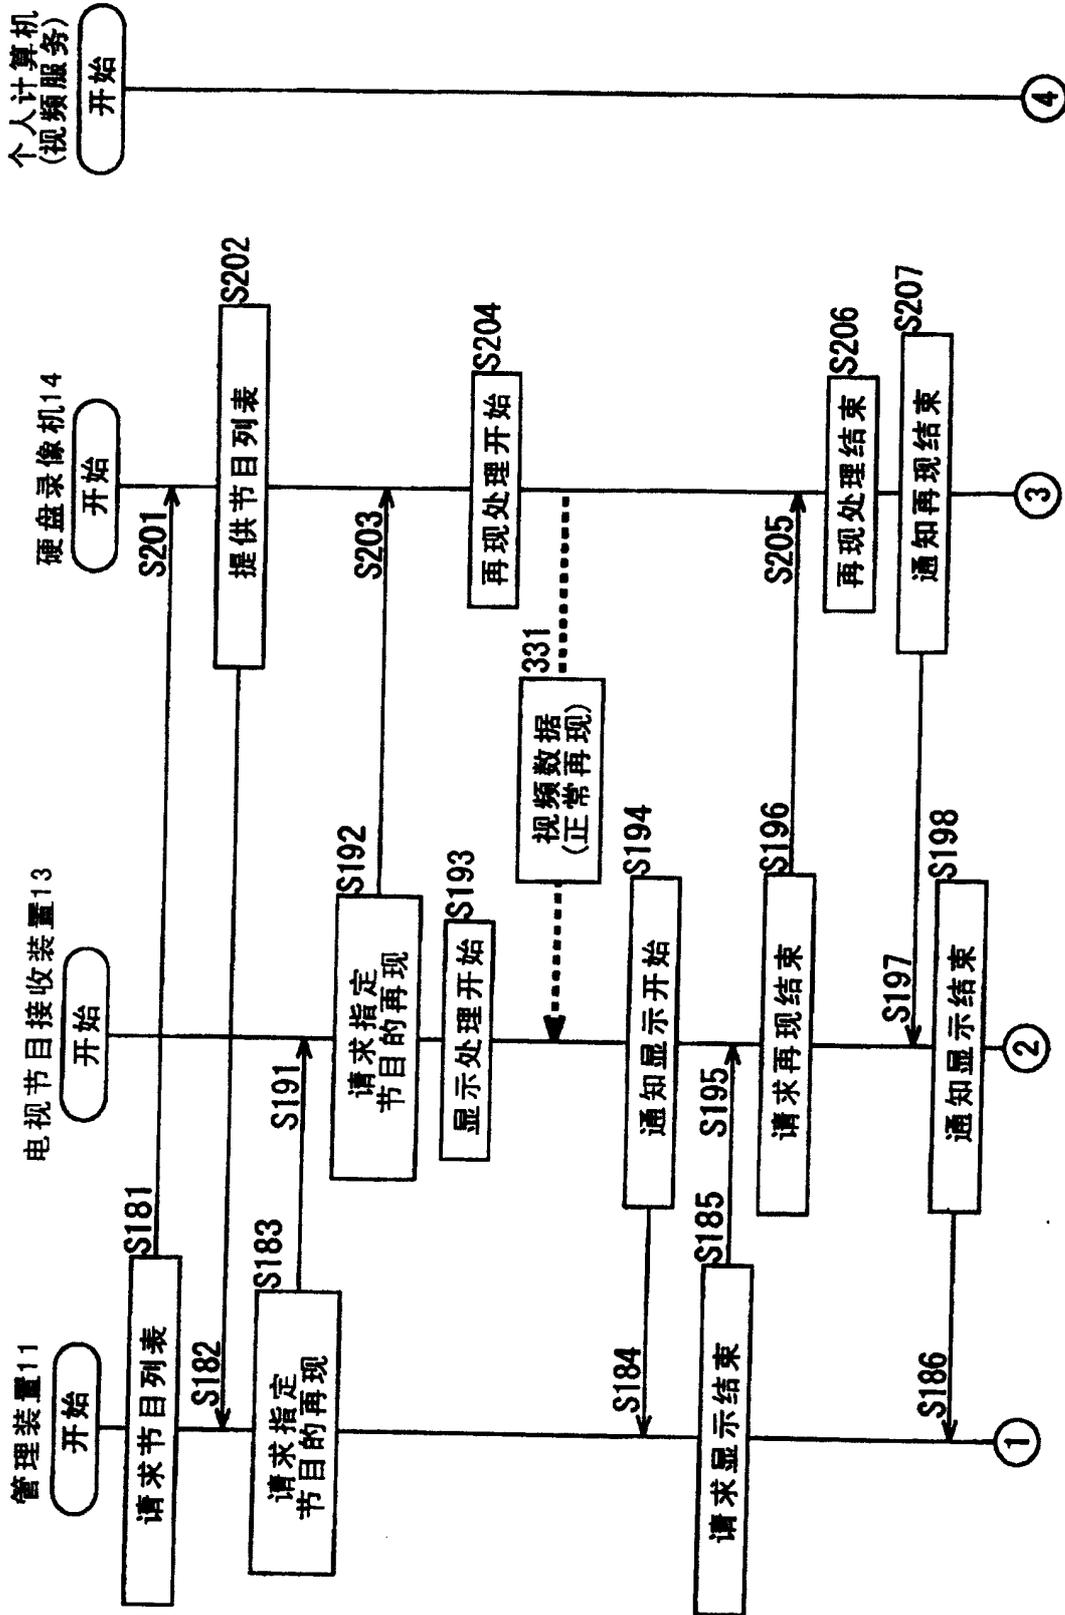 管理装置11
开始
请求节目列表
S181
S182
请求指定
节目的再现
S183
S184
请求显示结束
S185
S186
①
电视节目接收装置13
开始
S191
请求指定
节目的再现
S192
显示处理开始
S193
视频数据
(正常再现)
331
通知显示开始
S194
S195
请求再现结束
S196
S197
通知显示结束
S198
②
硬盘录像机14
开始
S201
提供节目列表
S202
S203
再现处理开始
S204
S205
再现处理结束
S206
通知再现结束
S207
③
个人计算机
(视频服务)
开始
④